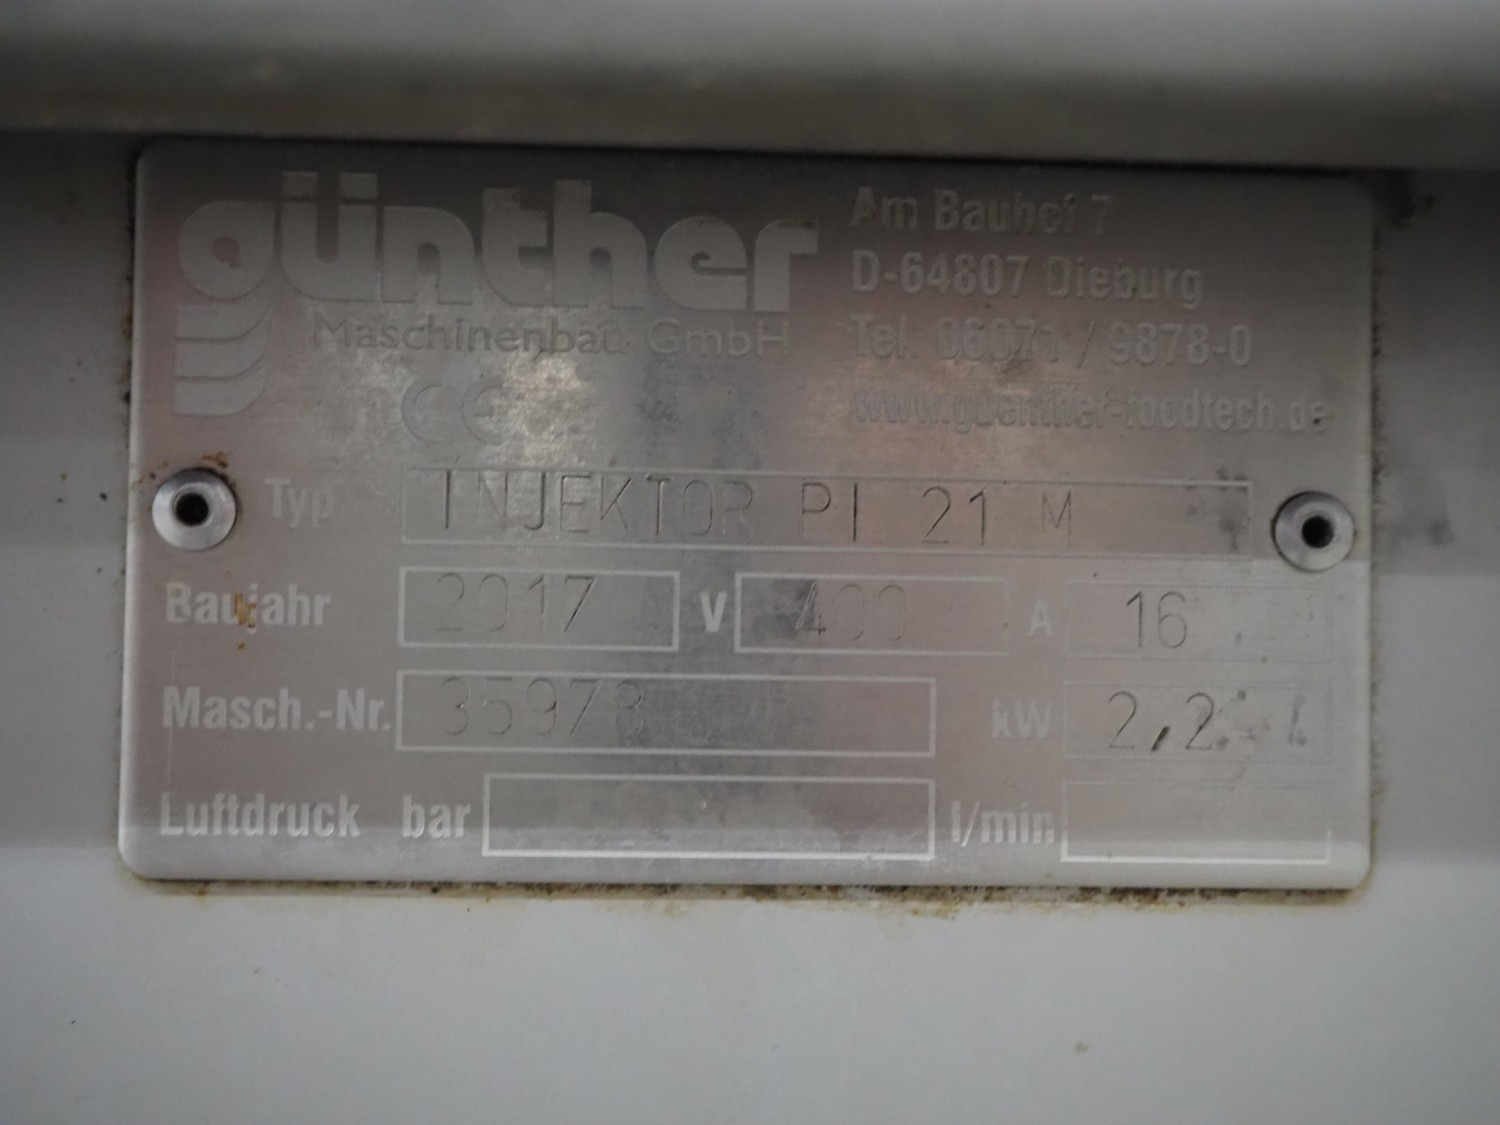 günther
Maschinenbau GmbH
Am Bauhof 7
D-64807 Dieburg
Tel. 06071 / 9878-0
www.guenther-foodtech.de
CE
Typ INJEKTOR PI 21 M
Baujahr 2017 V 400 A 16
Masch.-Nr. 35978 kW 2,2
Luftdruck bar l/min